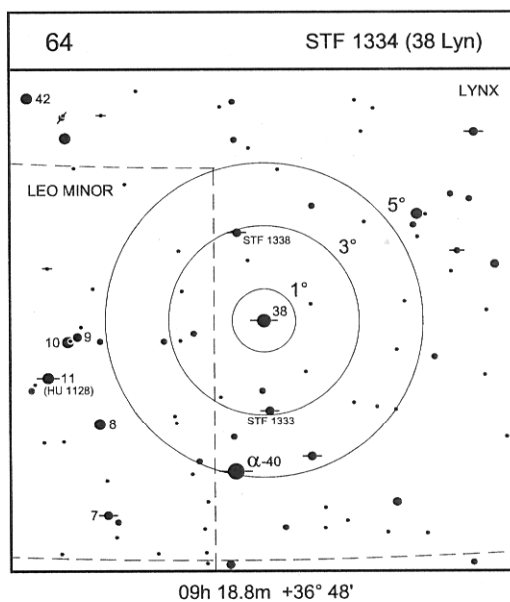 64 STF 1334 (38 Lyn)
LYNX
42
LEO MINOR
5°
3°
STF 1338
1°
38
10
9
11
(HU 1128)
8
STF 1333
α-40
7
09h 18.8m +36° 48'